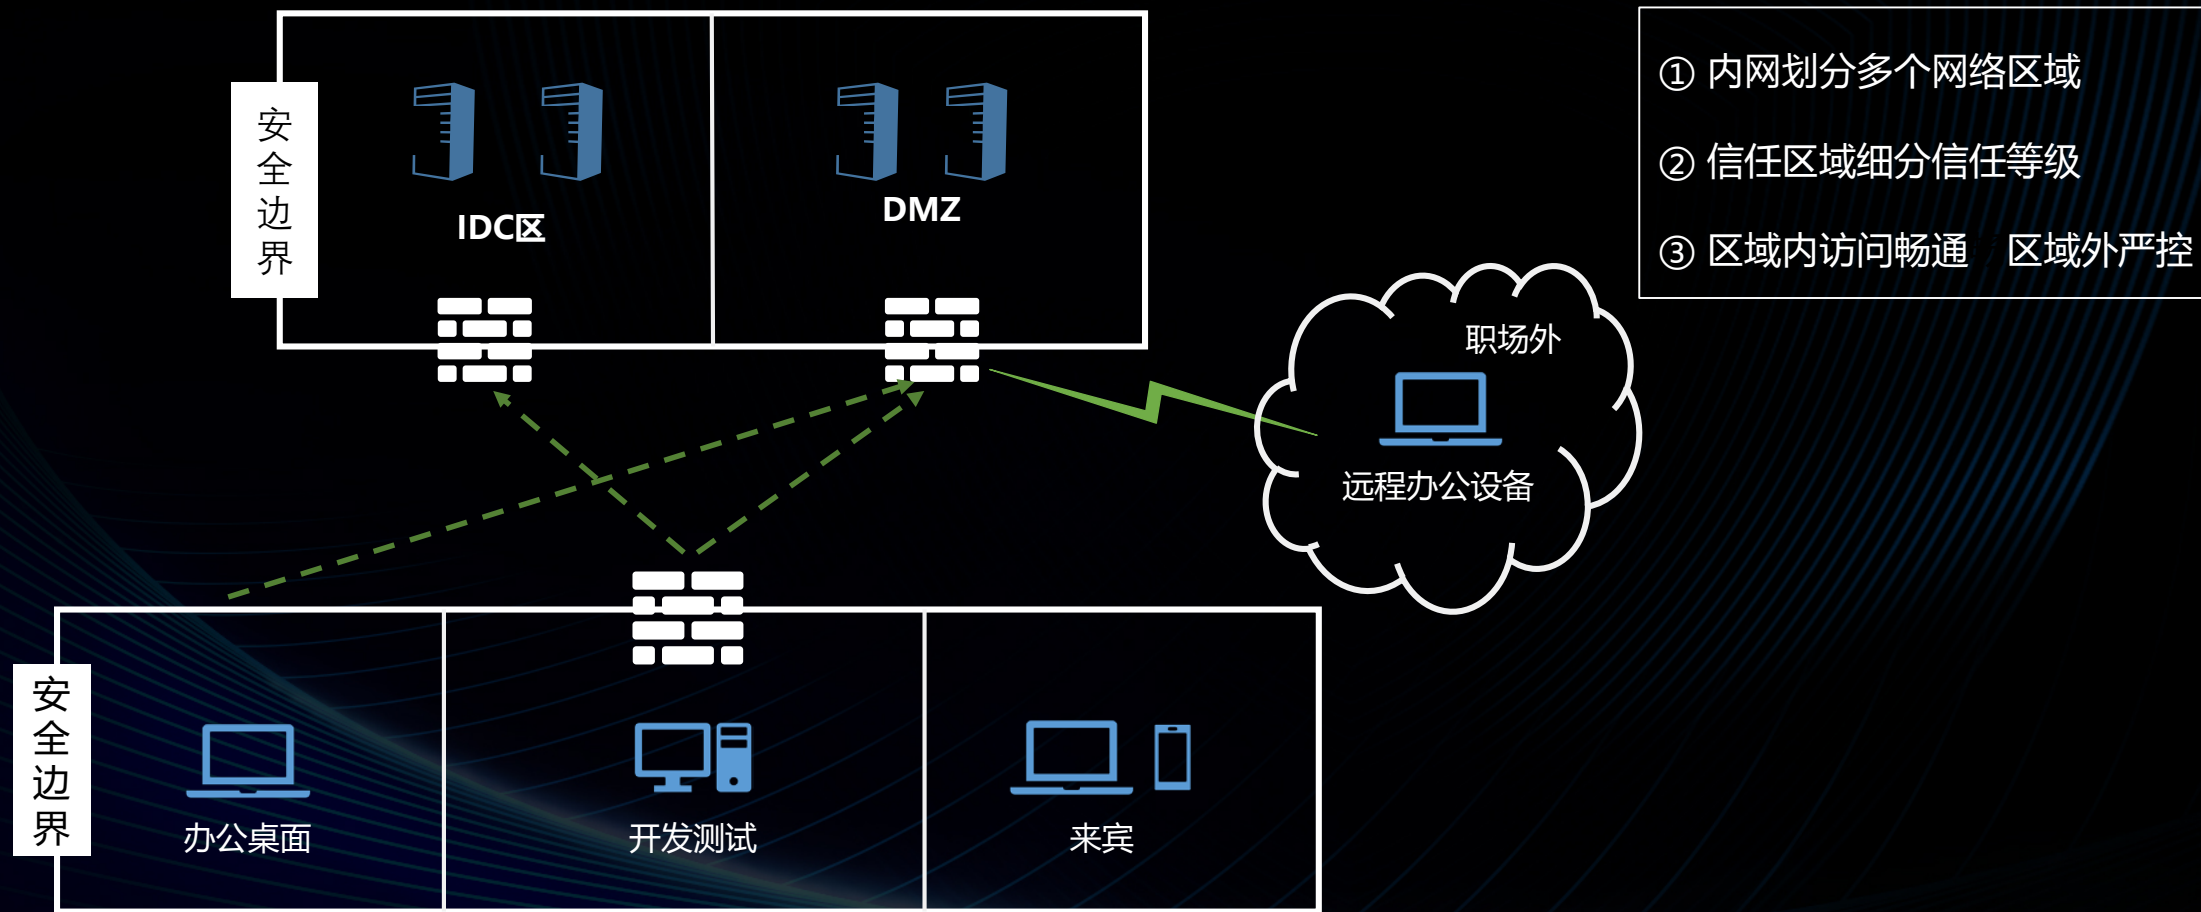 安全边界
IDC区
DMZ
① 内网划分多个网络区域
② 信任区域细分信任等级
③ 区域内访问畅通 区域外严控
职场外
远程办公设备
安全边界
办公桌面
开发测试
来宾